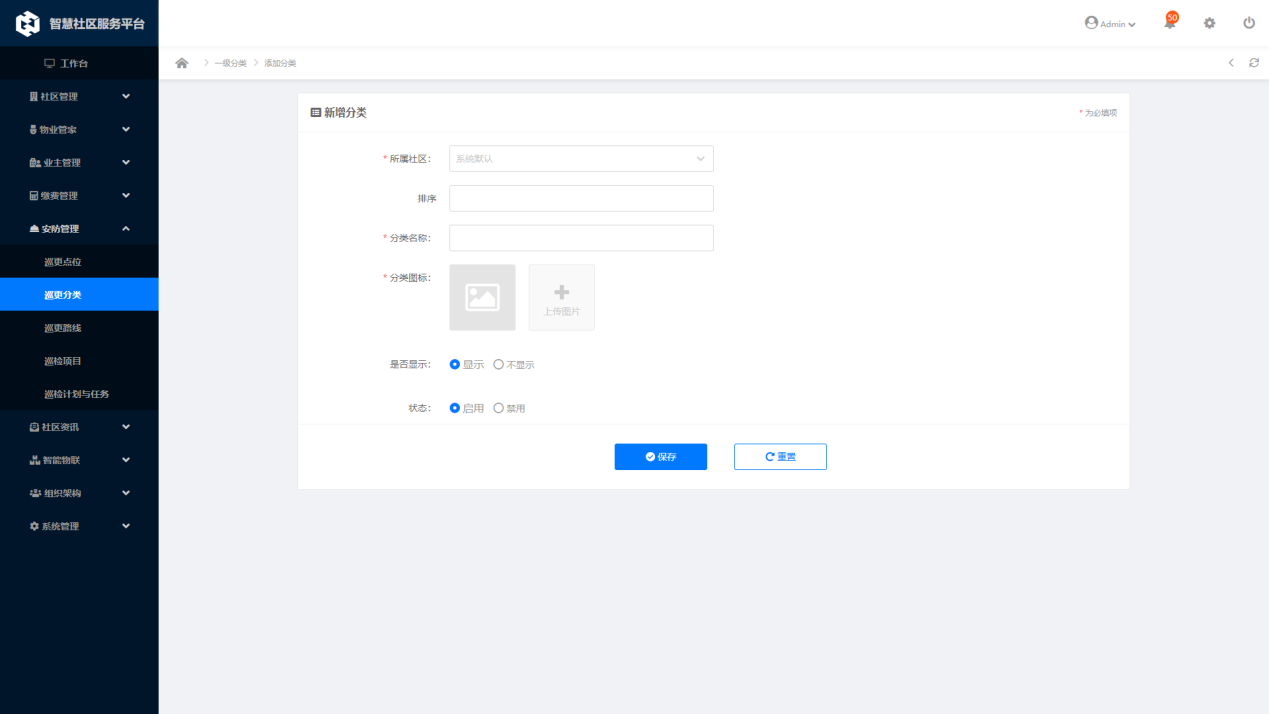 智慧社区服务平台
Admin
50
工作台
一级分类
添加分类
社区管理
物业管家
业主管理
缴费管理
安防管理
巡更点位
巡更分类
巡更路线
巡检项目
巡检计划与任务
社区资讯
智能物联
组织架构
系统管理
新增分类
* 为必填项
* 所属社区：
系统默认
排序
* 分类名称：
* 分类图标：
上传图片
是否显示： 显示 不显示
状态： 启用 禁用
保存
重置